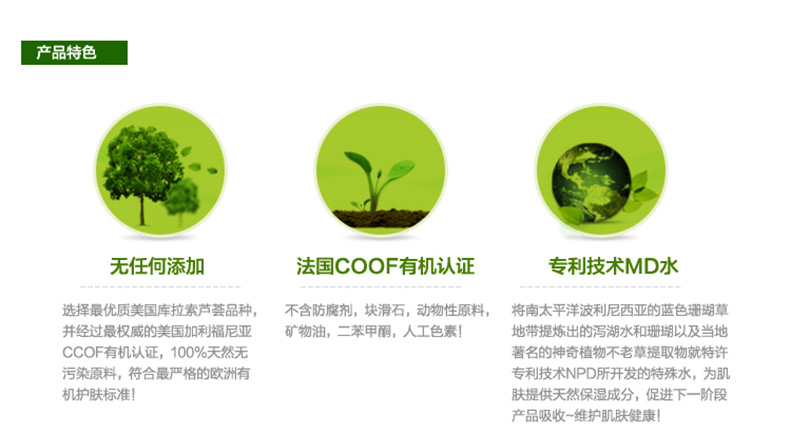 产品特色
无任何添加
选择最优质美国库拉索芦荟品种，
并经过最权威的美国加利福尼亚
CCOF有机认证，100%天然无
污染原料，符合最严格的欧洲有
机护肤标准！
法国COOF有机认证
不含防腐剂，块滑石，动物性原料，
矿物油，二苯甲酮，人工色素！
专利技术MD水
将南太平洋波利尼西亚的蓝色珊瑚草
地带提炼出的泻湖水和珊瑚以及当地
著名的神奇植物不老草提取物就特许
专利技术NPD所开发的特殊水，为肌
肤提供天然保湿成分，促进下一阶段
产品吸收~维护肌肤健康！